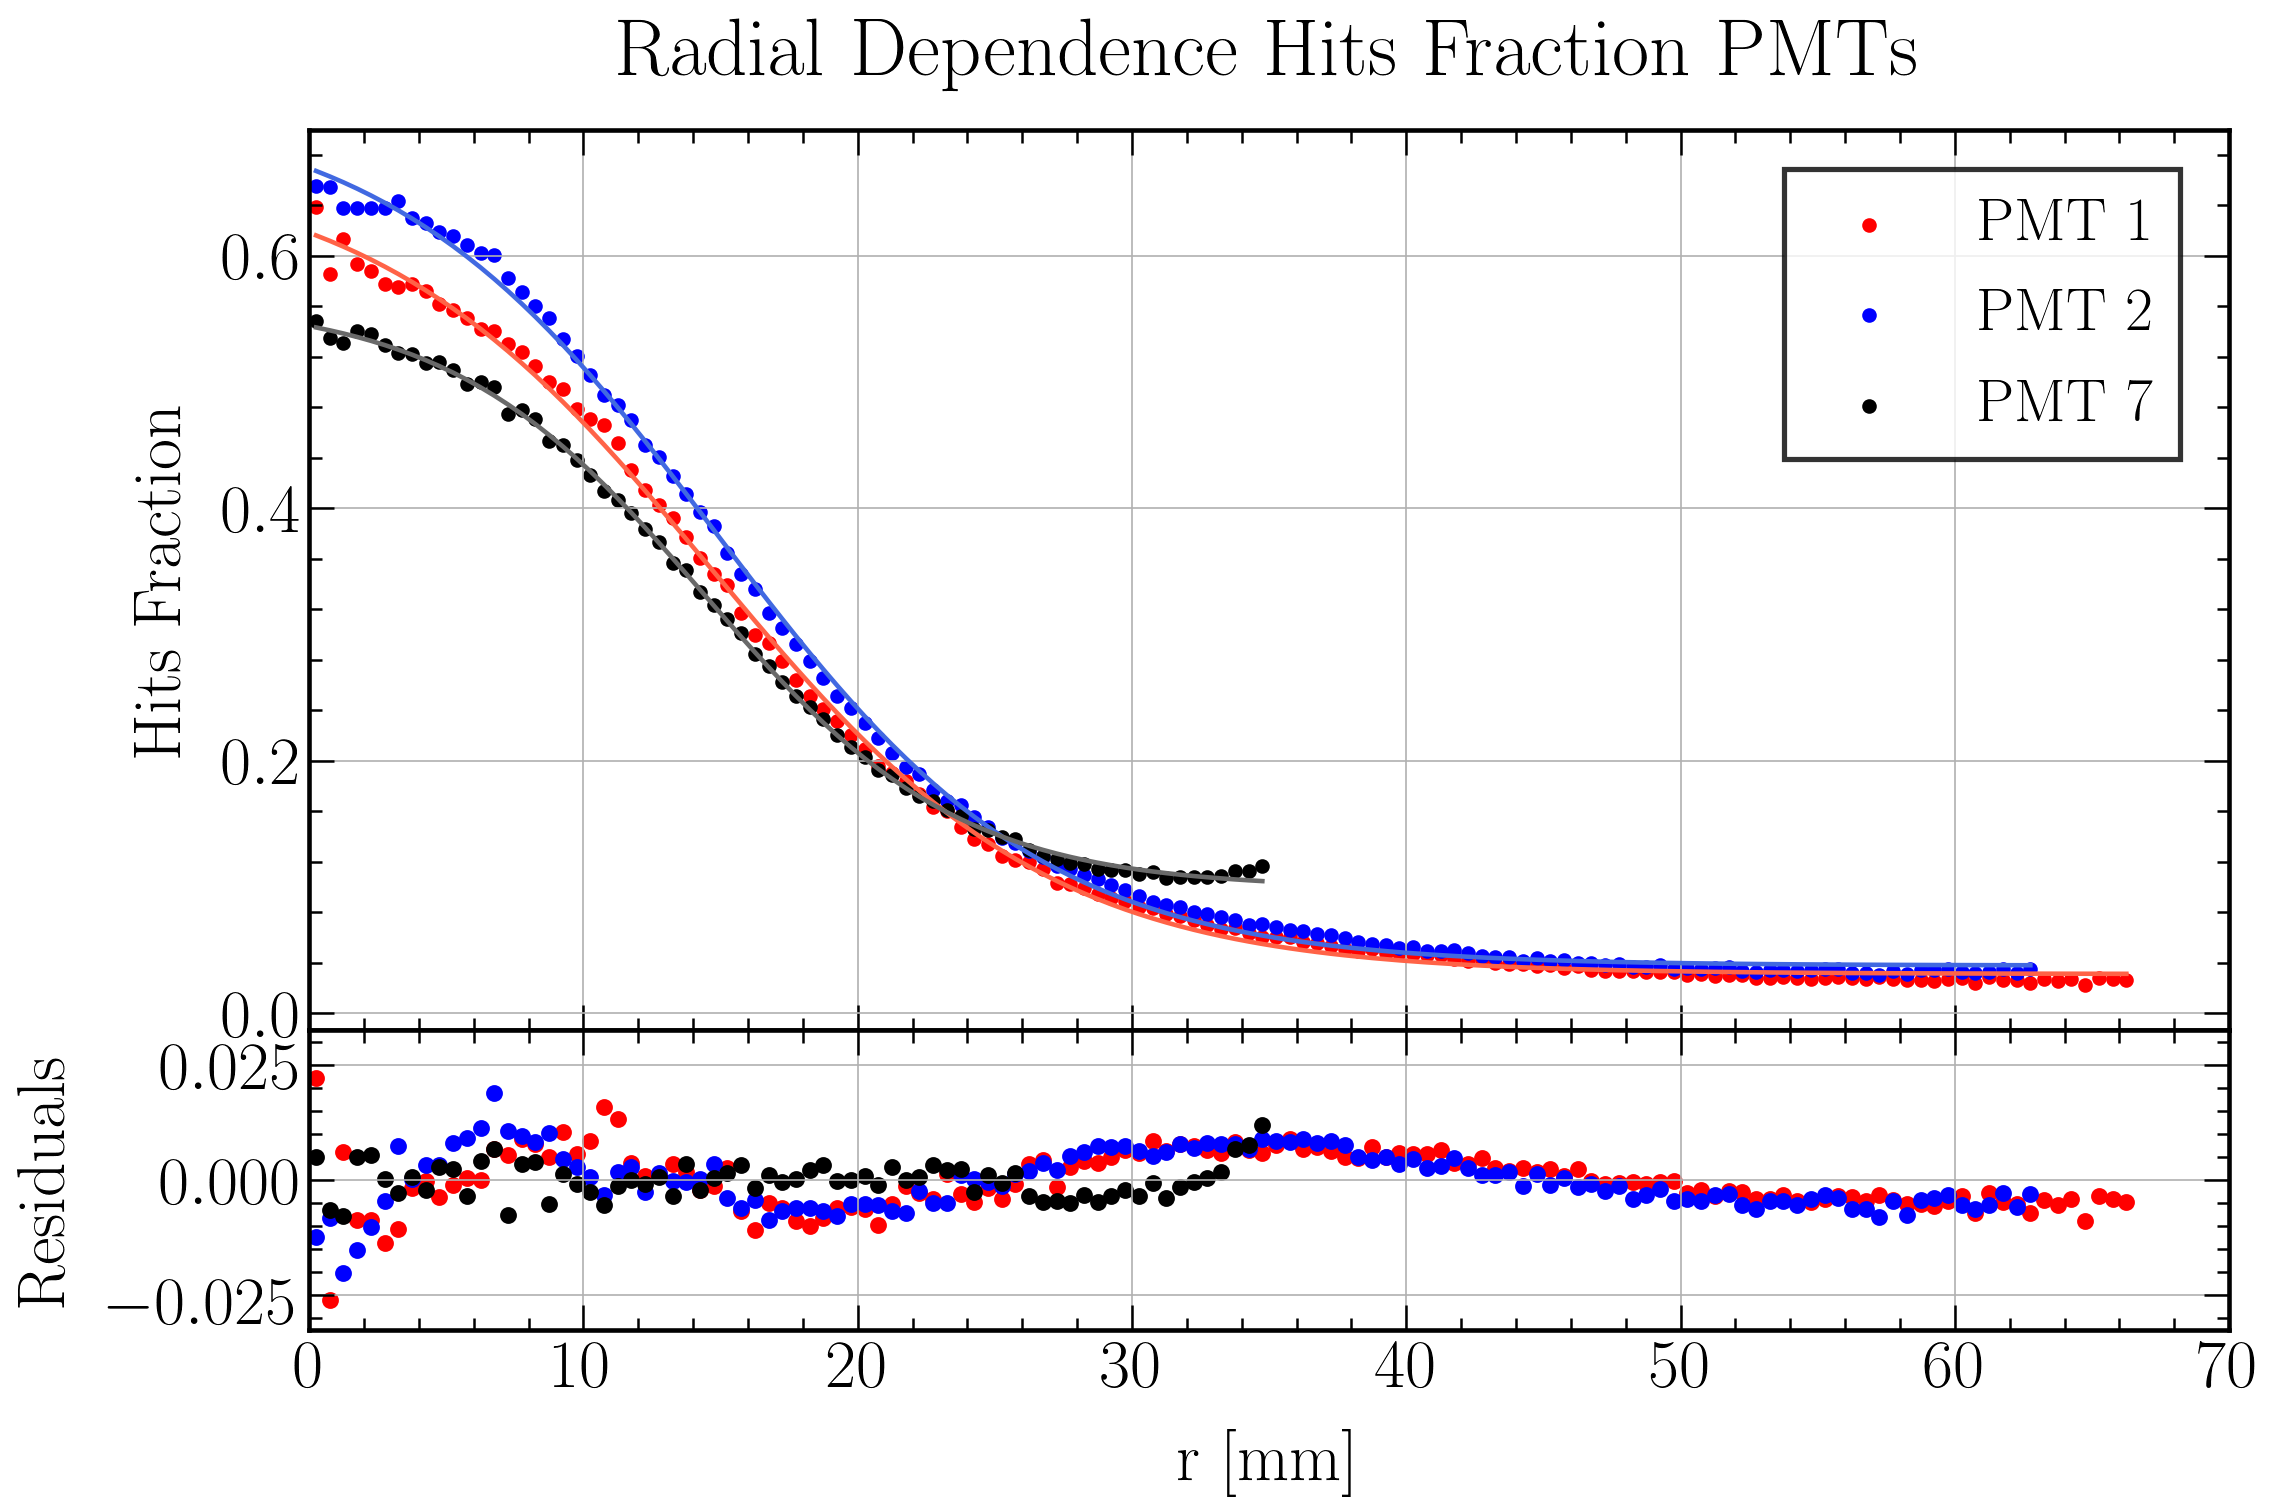 Radial Dependence Hits Fraction PMTs
PMT 1
PMT 2
PMT 7
Hits Fraction
0.6
0.4
0.2
0.0
Residuals
0.025
0.000
−0.025
0 10 20 30 40 50 60 70
r [mm]